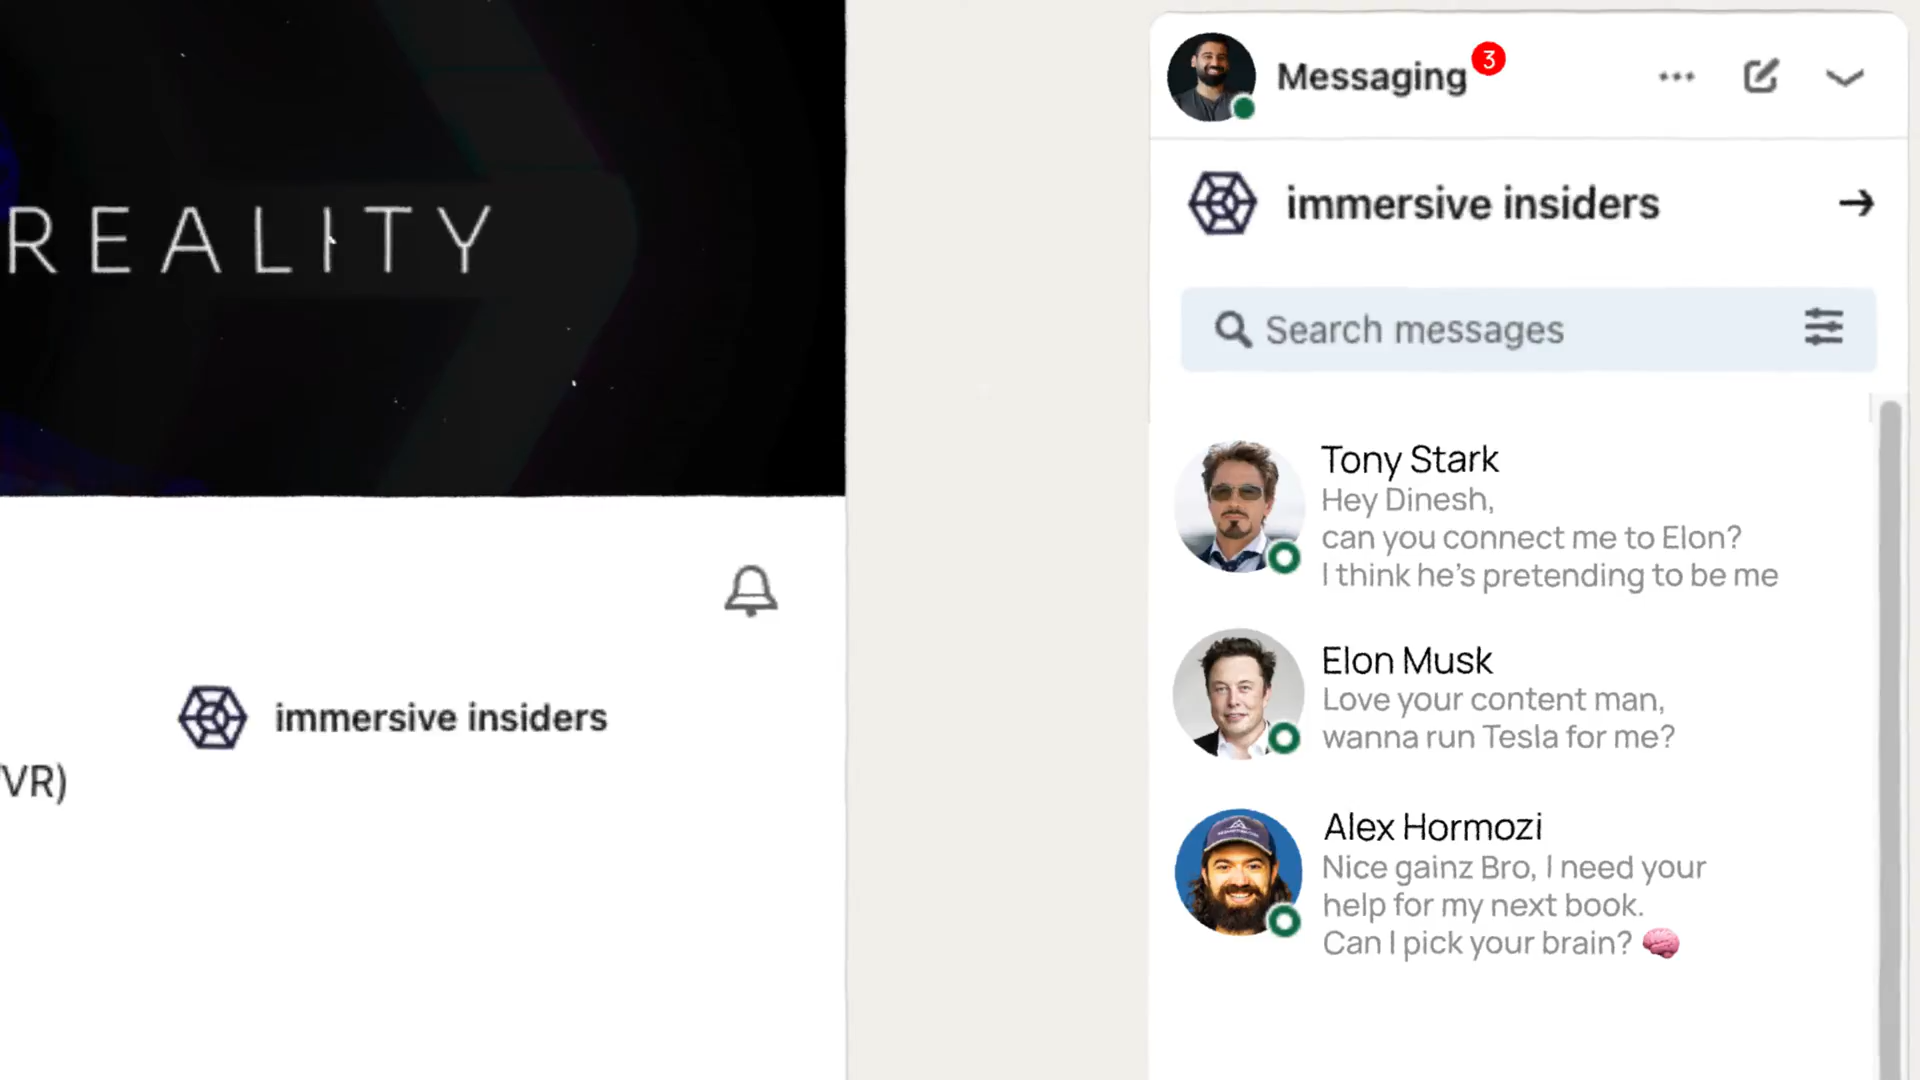 REALITY
immersive insiders
VR)
Messaging 3
immersive insiders
Search messages
Tony Stark
Hey Dinesh,
can you connect me to Elon?
I think he's pretending to be me
Elon Musk
Love your content man,
wanna run Tesla for me?
Alex Hormozi
Nice gainz Bro, I need your
help for my next book.
Can I pick your brain? 🧠